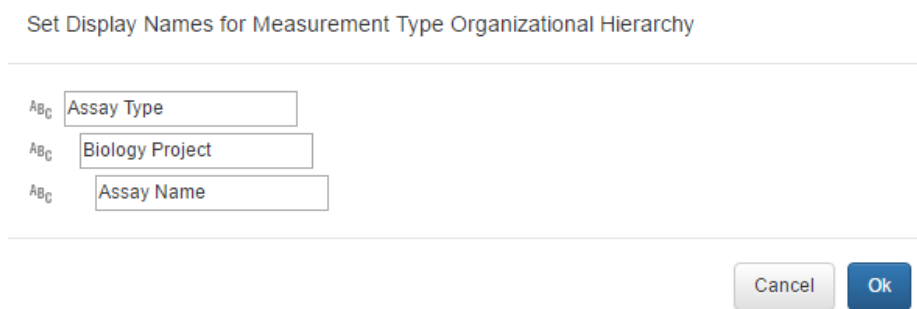 Set Display Names for Measurement Type Organizational Hierarchy
ABC Assay Type
ABC Biology Project
ABC Assay Name
Cancel Ok